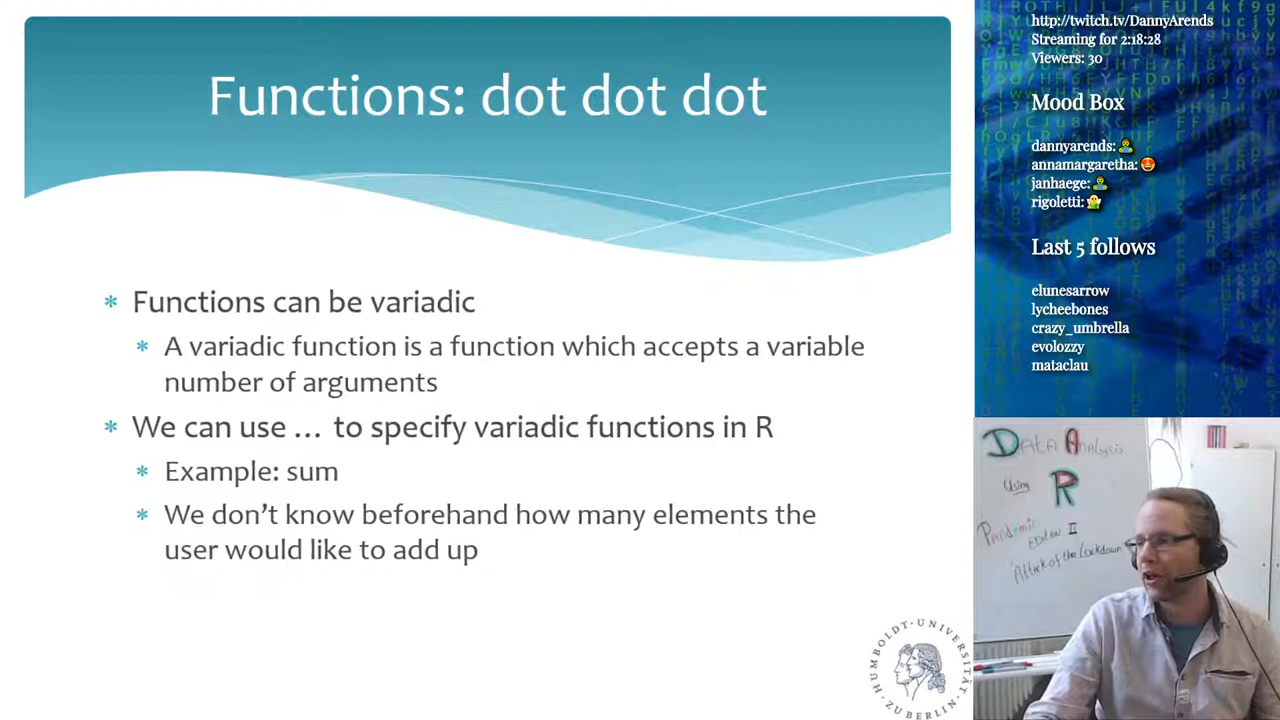 Functions: dot dot dot
* Functions can be variadic
* A variadic function is a function which accepts a variable
number of arguments
* We can use … to specify variadic functions in R
* Example: sum
* We don’t know beforehand how many elements the
user would like to add up
HUMBOLDT-UNIVERSITÄT
ZU BERLIN
http://twitch.tv/DannyArends
Streaming for 2:18:28
Viewers: 30
Mood Box
dannyarends:
annamargaretha:
janhaege:
rigoletti:
Last 5 follows
elunesarrow
lycheebones
crazy_umbrella
evolozzy
mataclau
DATA Analysis
Using R
Pandemic
Edition II
Attack of the Lockdown